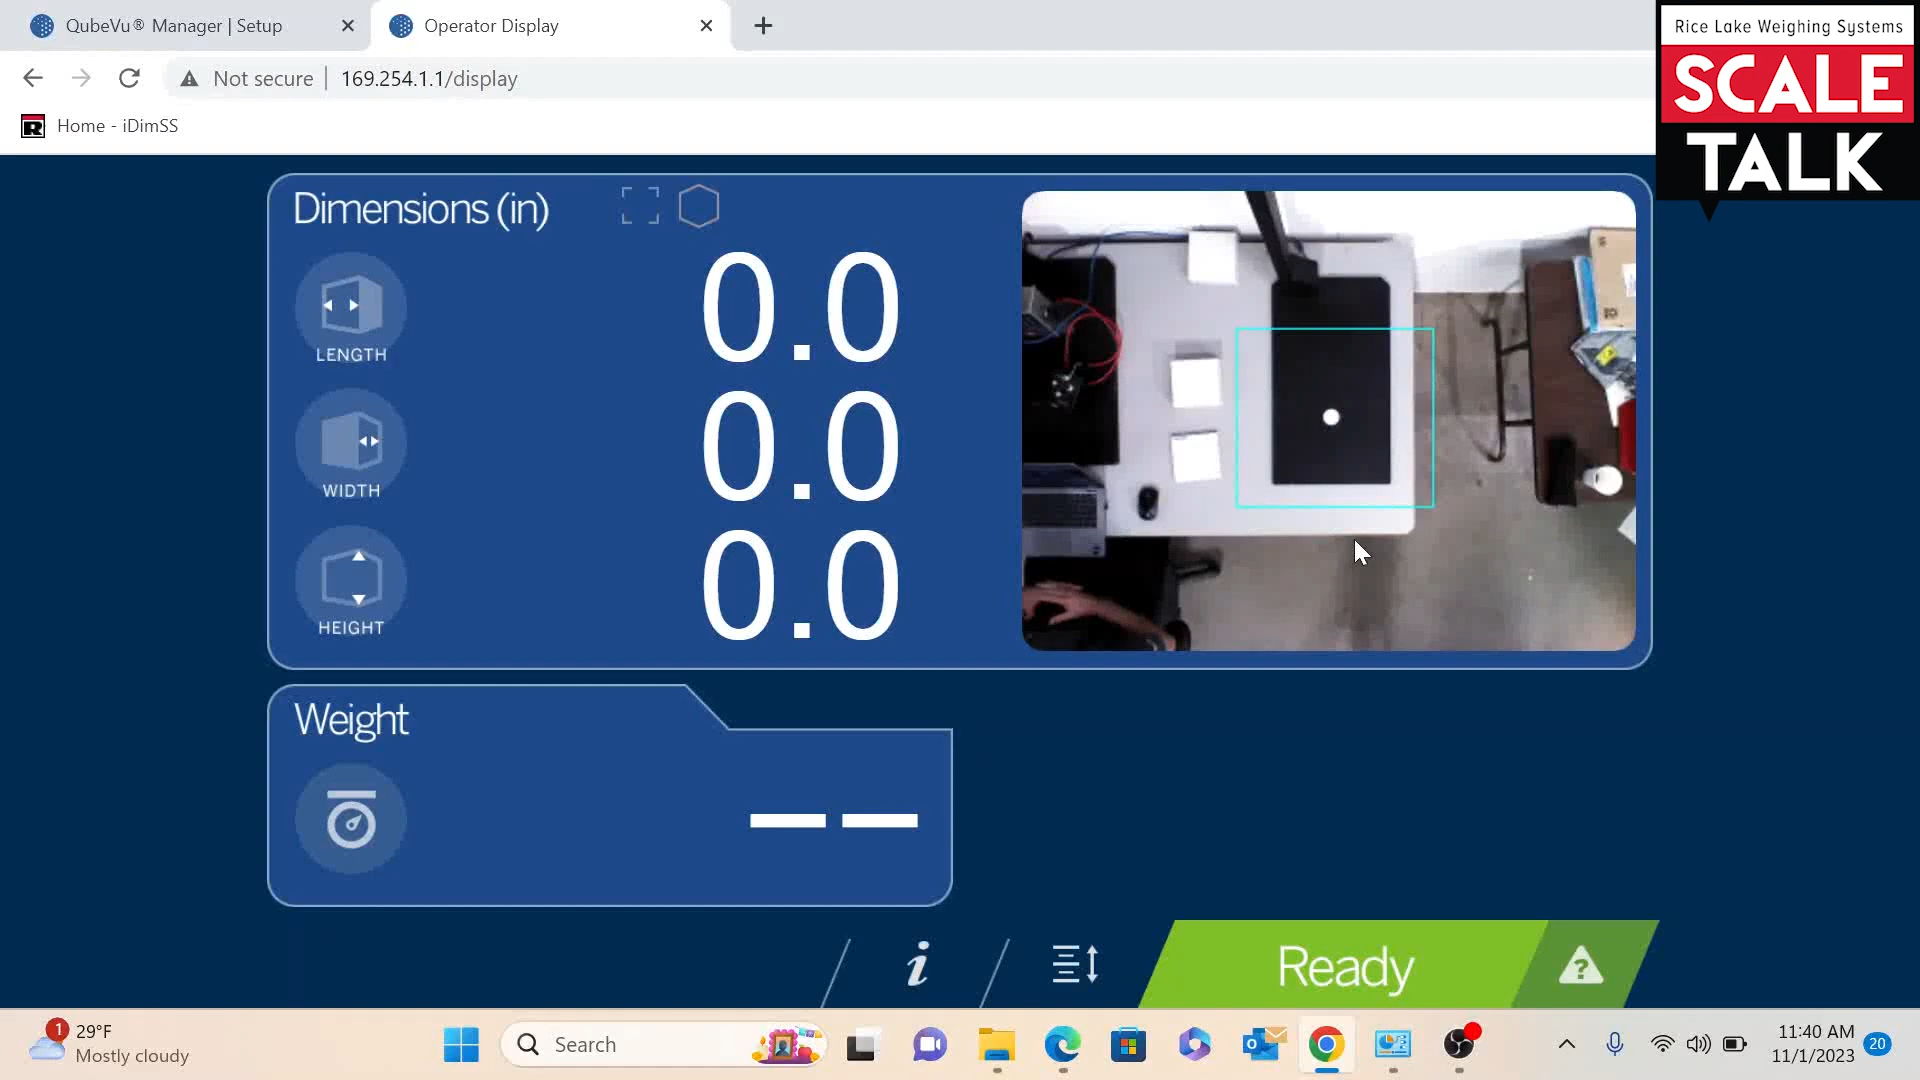 QubeVu® Manager | Setup
Operator Display
Rice Lake Weighing Systems
SCALE
TALK
Not secure
169.254.1.1/display
Home - iDimSS
Dimensions (in)
LENGTH
0.0
WIDTH
0.0
HEIGHT
0.0
Weight
Ready
1
29°F
Mostly cloudy
Search
11:40 AM
11/1/2023
20